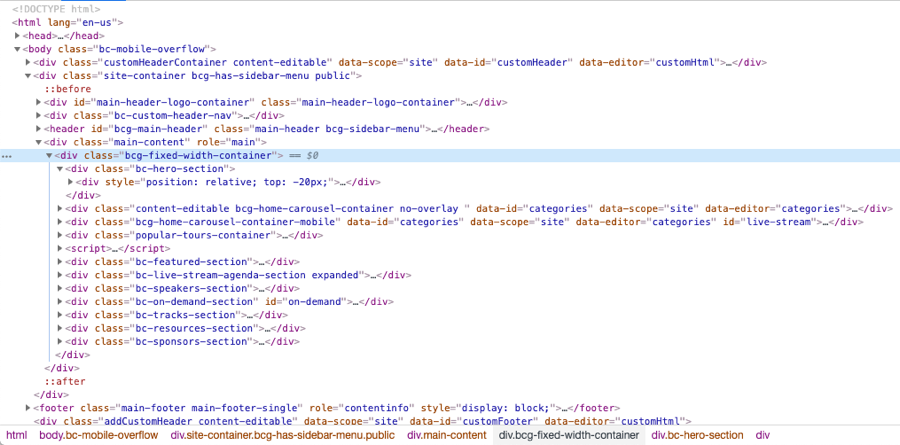 <!DOCTYPE html>
<html lang="en-us">
<head>…</head>
<body class="bc-mobile-overflow">
<div class="customHeaderContainer content-editable" data-scope="site" data-id="customHeader" data-editor="customHtml">…</div>
<div class="site-container bcg-has-sidebar-menu public">
::before
<div id="main-header-logo-container" class="main-header-logo-container">…</div>
<div class="bc-custom-header-nav">…</div>
<header id="bcg-main-header" class="main-header bcg-sidebar-menu">…</header>
<div class="main-content" role="main">
… <div class="bcg-fixed-width-container"> == $0
<div class="bc-hero-section">
<div style="position: relative; top: -20px;">…</div>
</div>
<div class="content-editable bcg-home-carousel-container no-overlay " data-id="categories" data-scope="site" data-editor="categories">…</div>
<div class="bcg-home-carousel-container-mobile" data-id="categories" data-scope="site" data-editor="categories" id="live-stream">…</div>
<div class="popular-tours-container">…</div>
<script>…</script>
<div class="bc-featured-section">…</div>
<div class="bc-live-stream-agenda-section expanded">…</div>
<div class="bc-speakers-section">…</div>
<div class="bc-on-demand-section" id="on-demand">…</div>
<div class="bc-tracks-section">…</div>
<div class="bc-resources-section">…</div>
<div class="bc-sponsors-section">…</div>
</div>
</div>
::after
</div>
<footer class="main-footer main-footer-single" role="contentinfo" style="display: block;">…</footer>
<div class="addCustomHeader content-editable" data-scope="site" data-id="customFooter" data-editor="customHtml">
html body.bc-mobile-overflow div.site-container.bcg-has-sidebar-menu.public div.main-content div.bcg-fixed-width-container div.bc-hero-section div